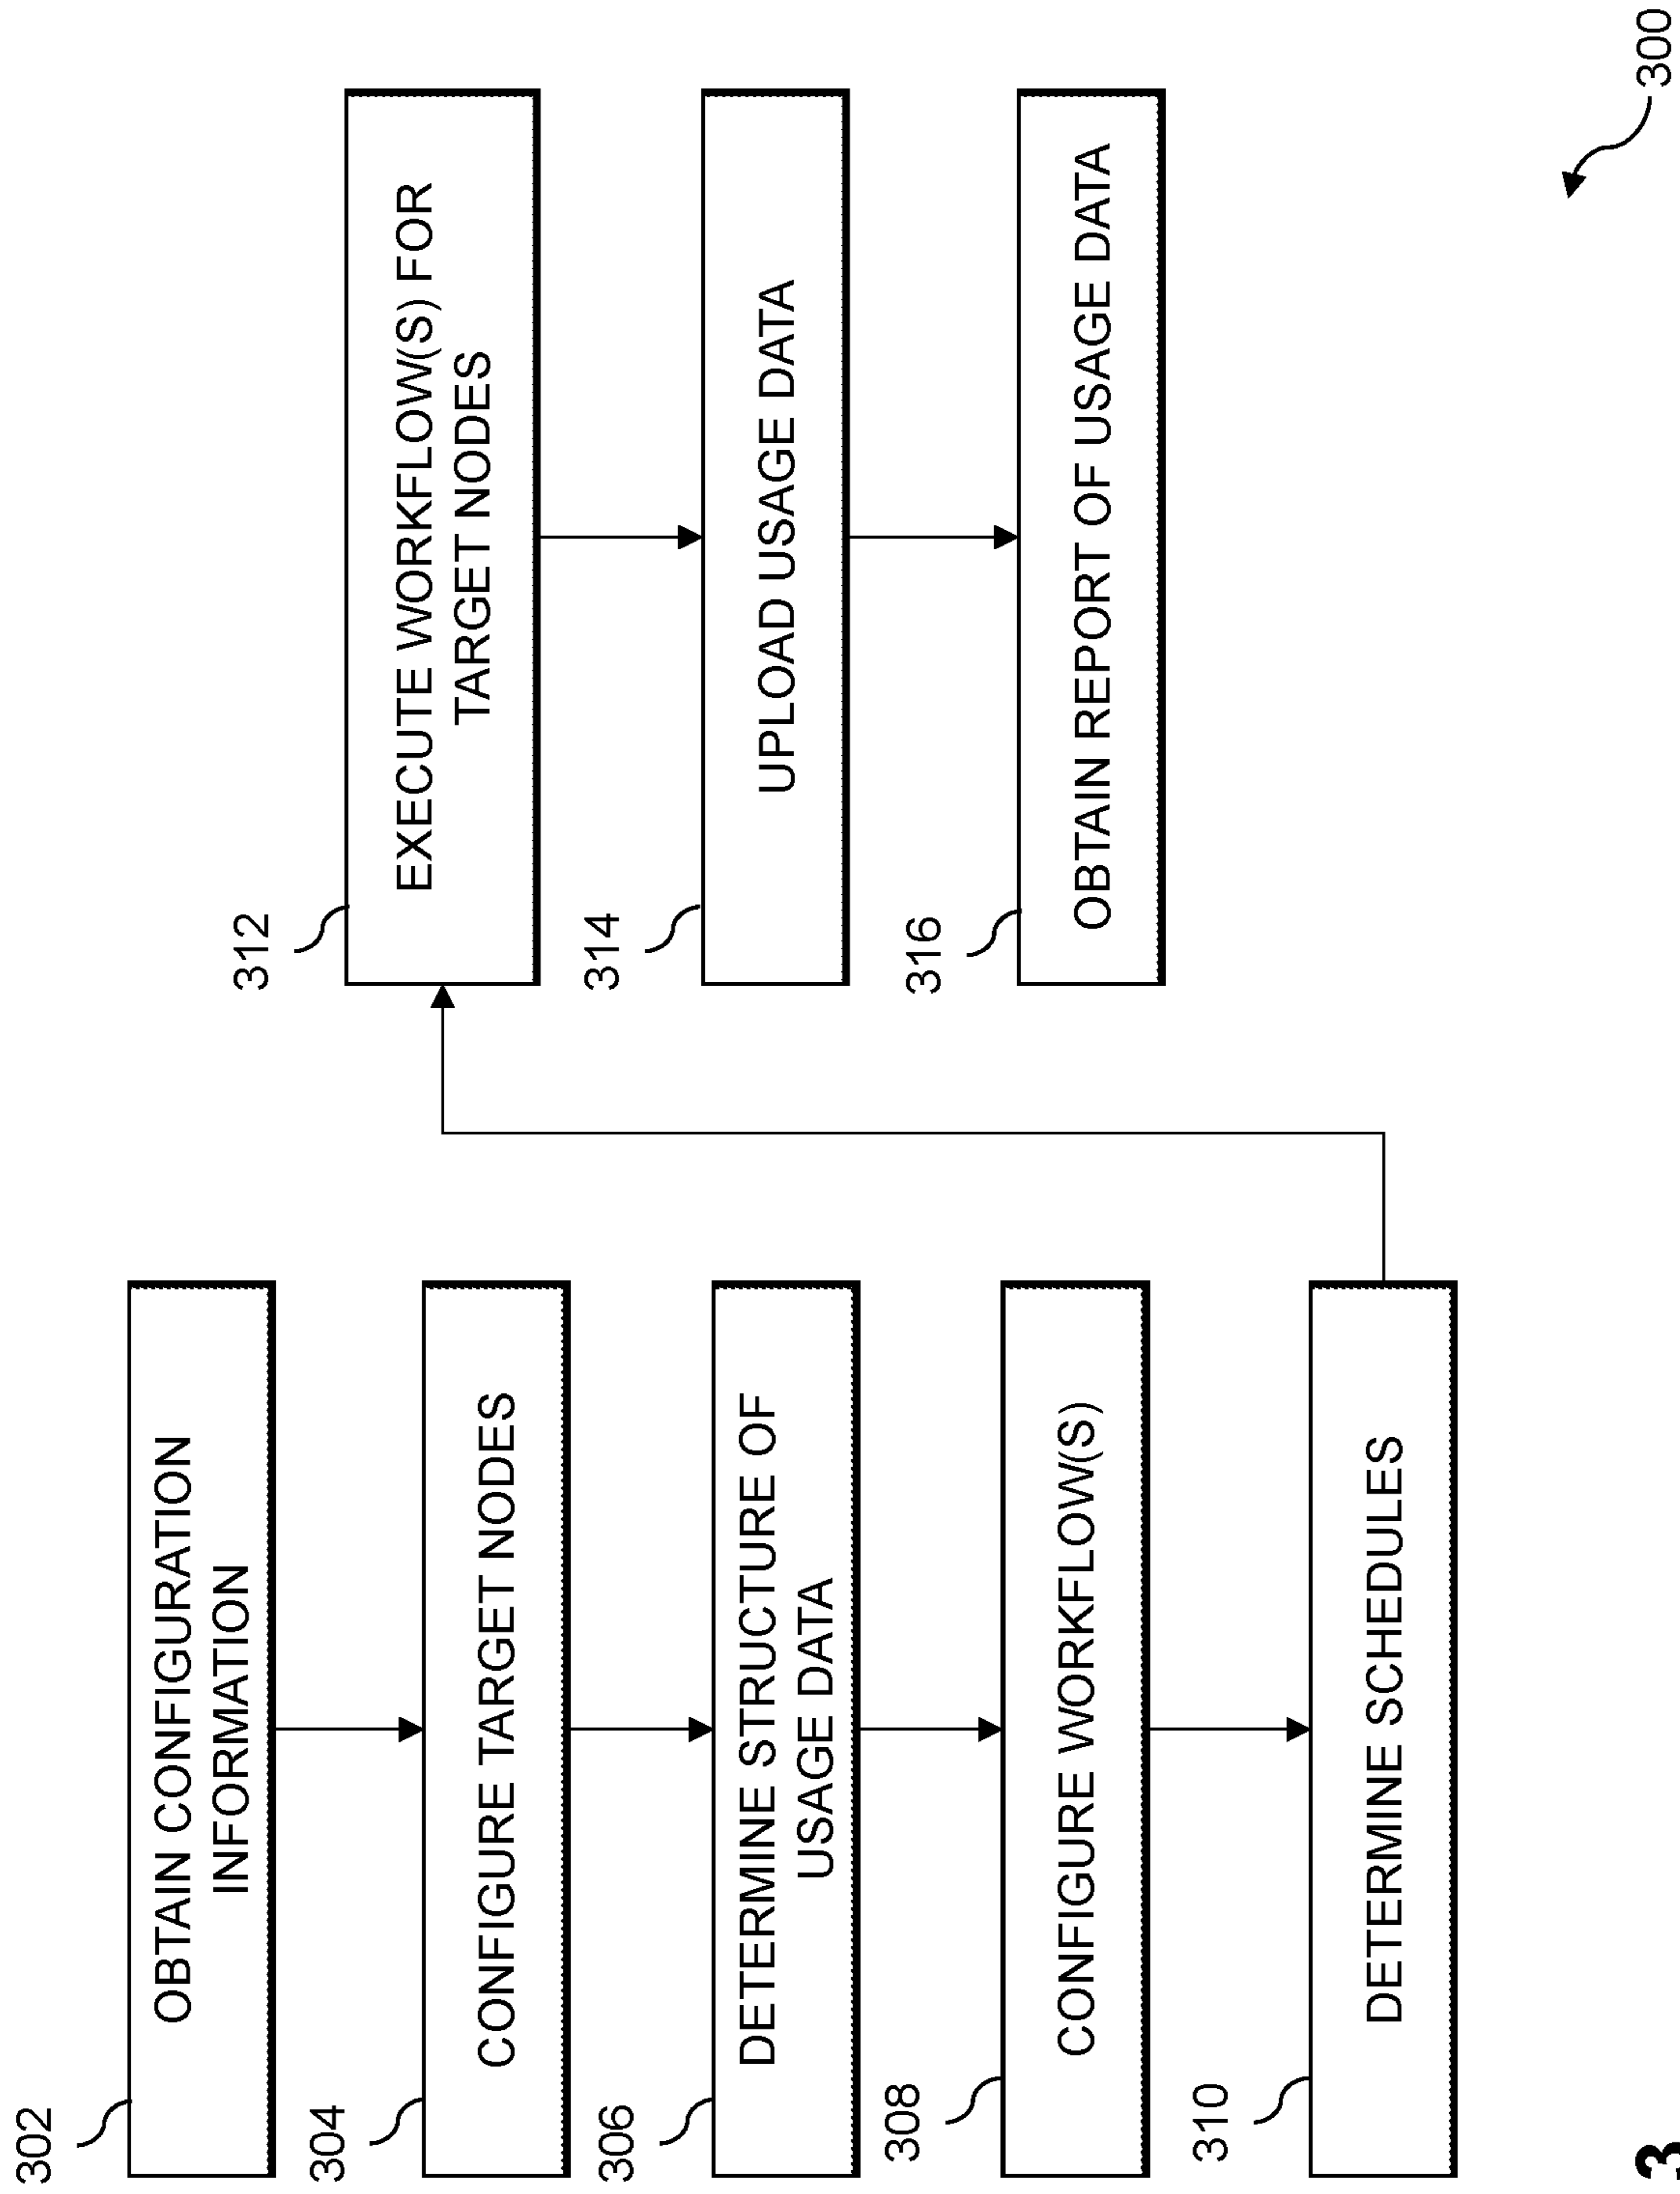 302
OBTAIN CONFIGURATION
INFORMATION
304
CONFIGURE TARGET NODES
306
DETERMINE STRUCTURE OF
USAGE DATA
308
CONFIGURE WORKFLOW(S)
310
DETERMINE SCHEDULES
312
EXECUTE WORKFLOW(S) FOR
TARGET NODES
314
UPLOAD USAGE DATA
316
OBTAIN REPORT OF USAGE DATA
300
3